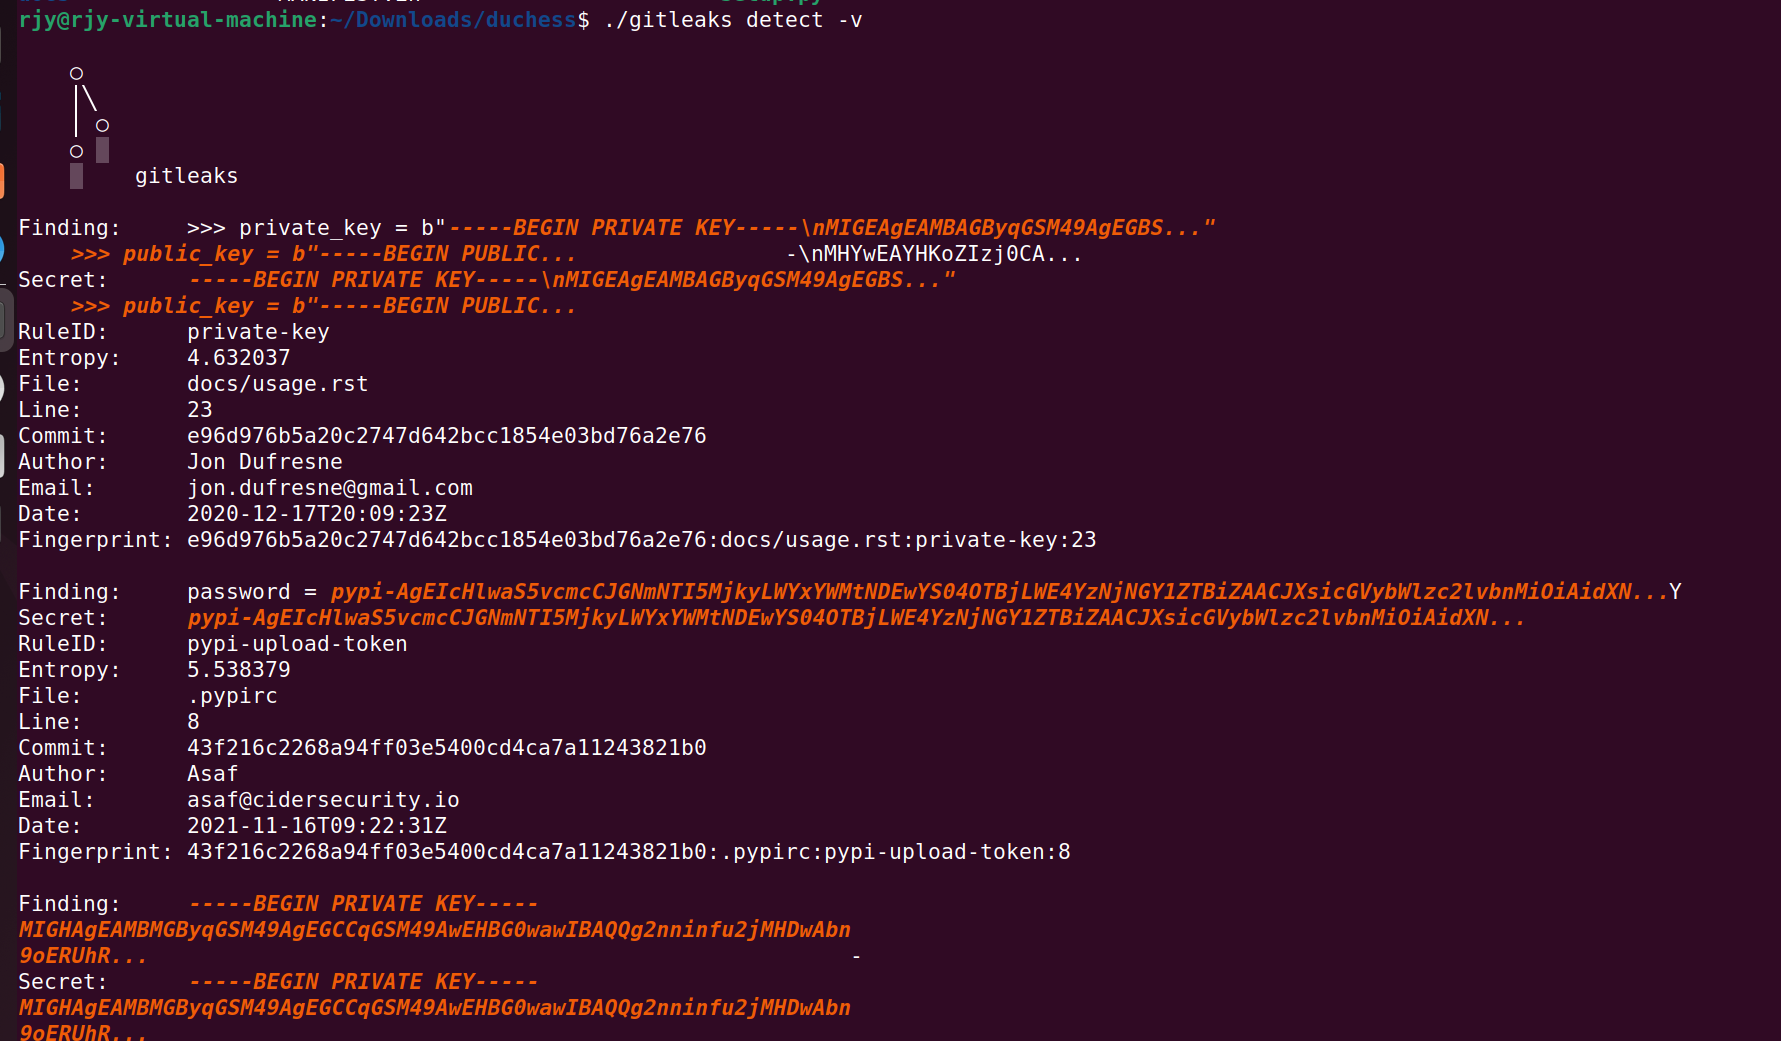 rjy@rjy-virtual-machine:~/Downloads/duchess$ ./gitleaks detect -v
gitleaks
Finding: >>> private_key = b"-----BEGIN PRIVATE KEY-----\nMIGEAgEAMBAGByqGSM49AgEGBS..."
>>> public_key = b"-----BEGIN PUBLIC... -\nMHYwEAYHKoZIzj0CA...
Secret: -----BEGIN PRIVATE KEY-----\nMIGEAgEAMBAGByqGSM49AgEGBS..."
>>> public_key = b"-----BEGIN PUBLIC...
RuleID: private-key
Entropy: 4.632037
File: docs/usage.rst
Line: 23
Commit: e96d976b5a20c2747d642bcc1854e03bd76a2e76
Author: Jon Dufresne
Email: jon.dufresne@gmail.com
Date: 2020-12-17T20:09:23Z
Fingerprint: e96d976b5a20c2747d642bcc1854e03bd76a2e76:docs/usage.rst:private-key:23
Finding: password = pypi-AgEIcHlwaS5vcmcCJGNmNTI5MjkyLWYxYWMtNDEwYS04OTBjLWE4YzNjNGY1ZTBiZAACJXsicGVybWlzc2lvbnMiOiAidXN...Y
Secret: pypi-AgEIcHlwaS5vcmcCJGNmNTI5MjkyLWYxYWMtNDEwYS04OTBjLWE4YzNjNGY1ZTBiZAACJXsicGVybWlzc2lvbnMiOiAidXN...
RuleID: pypi-upload-token
Entropy: 5.538379
File: .pypirc
Line: 8
Commit: 43f216c2268a94ff03e5400cd4ca7a11243821b0
Author: Asaf
Email: asaf@cidersecurity.io
Date: 2021-11-16T09:22:31Z
Fingerprint: 43f216c2268a94ff03e5400cd4ca7a11243821b0:.pypirc:pypi-upload-token:8
Finding: -----BEGIN PRIVATE KEY-----
MIGHAgEAMBMGByqGSM49AgEGCCqGSM49AwEHBG0wawIBAQQg2nninfu2jMHDwAbn
9oERUhR... -
Secret: -----BEGIN PRIVATE KEY-----
MIGHAgEAMBMGByqGSM49AgEGCCqGSM49AwEHBG0wawIBAQQg2nninfu2jMHDwAbn
9oERUhR...